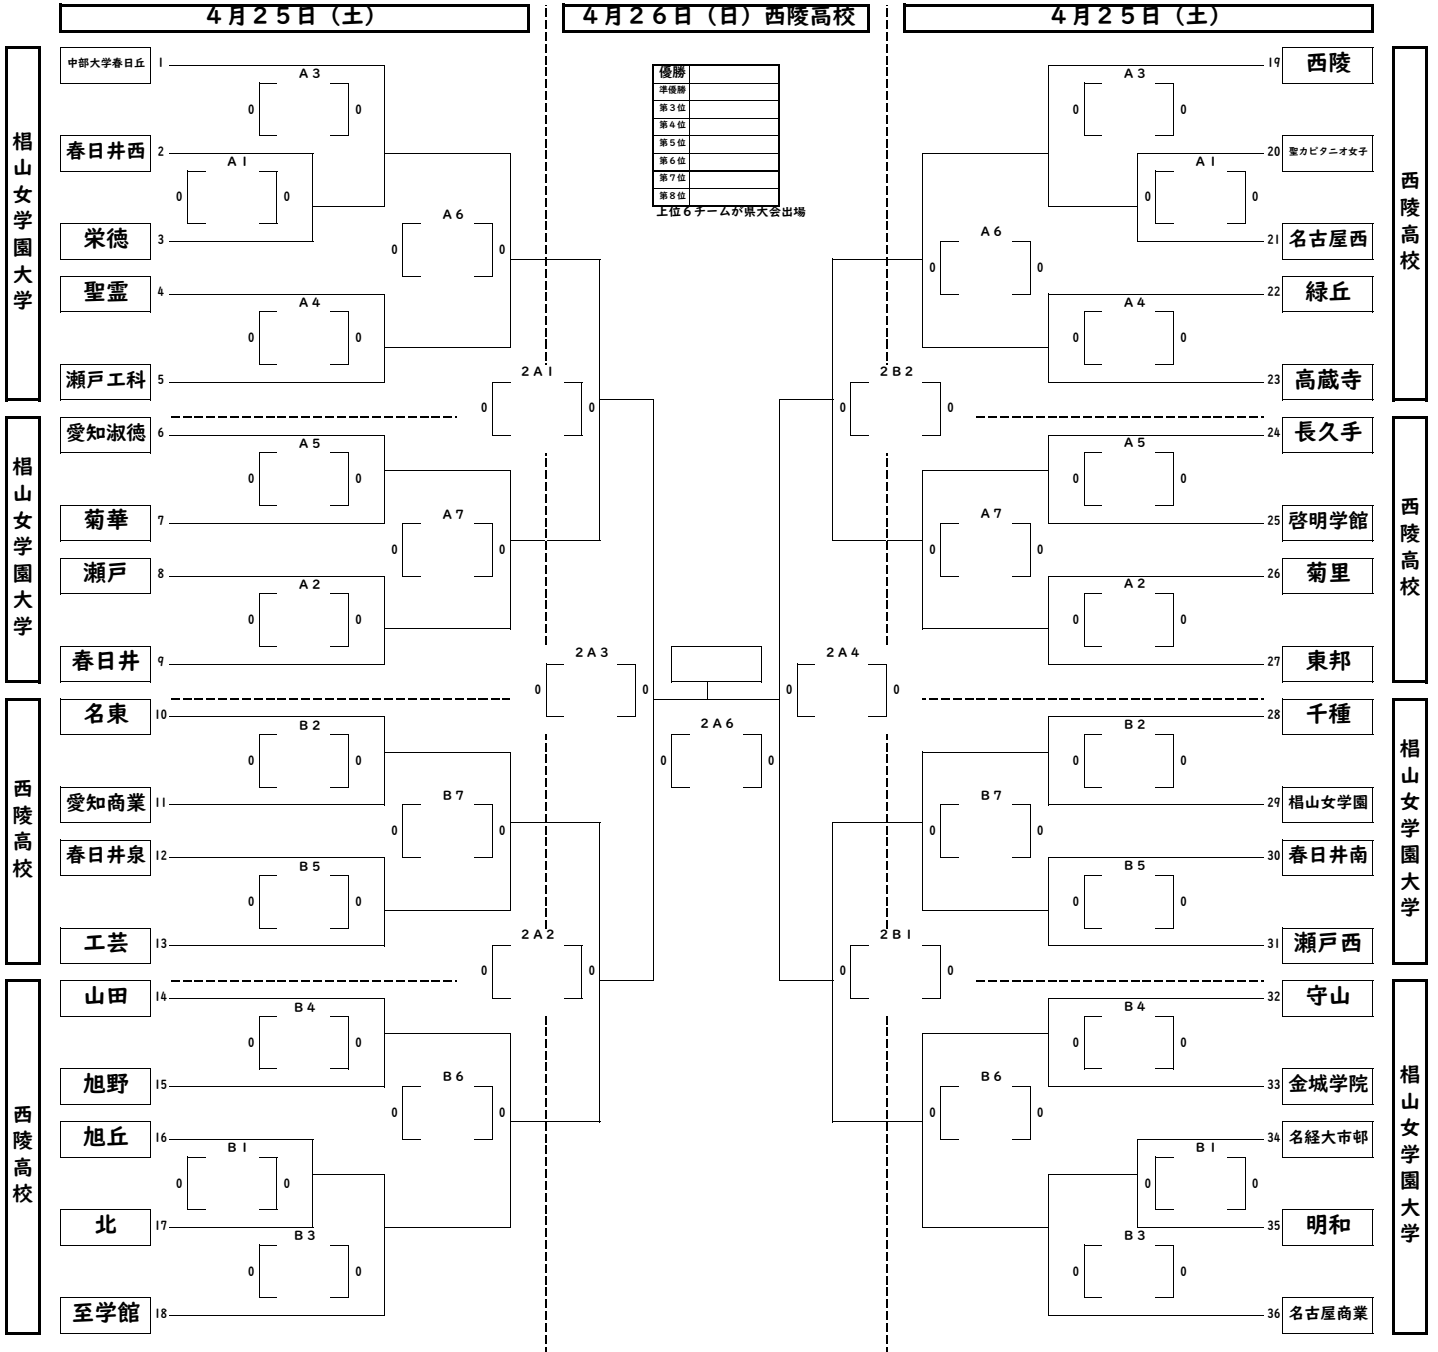 ４月２５日（土）
４月２６日（日）西陵高校
４月２５日（土）
椙山女学園大学
椙山女学園大学
西陵高校
西陵高校
中部大学春日丘 1
春日井西 2
栄徳 3
聖霊 4
瀬戸工科 5
愛知淑徳 6
菊華 7
瀬戸 8
春日井 9
名東 10
愛知商業 11
春日井泉 12
工芸 13
山田 14
旭野 15
旭丘 16
北 17
至学館 18
A3
0 0
A1
0 0
A6
0 0
A4
0 0
A5
0 0
A7
0 0
A2
0 0
B2
0 0
B7
0 0
B5
0 0
B4
0 0
B6
0 0
B1
0 0
B3
0 0
2A1
0 0
2A3
0 0
2A2
0 0
優勝
準優勝
第３位
第４位
第５位
第６位
第７位
第８位
上位６チームが県大会出場
2A6
0 0
2B2
0 0
2A4
0 0
2B1
0 0
A3
0 0
A1
0 0
A6
0 0
A4
0 0
A5
0 0
A7
0 0
A2
0 0
B2
0 0
B7
0 0
B5
0 0
B4
0 0
B6
0 0
B1
0 0
B3
0 0
19 西陵
20 聖カピタニオ女子
21 名古屋西
22 緑丘
23 高蔵寺
24 長久手
25 啓明学館
26 菊里
27 東邦
28 千種
29 椙山女学園
30 春日井南
31 瀬戸西
32 守山
33 金城学院
34 名経大市邨
35 明和
36 名古屋商業
西陵高校
西陵高校
椙山女学園大学
椙山女学園大学